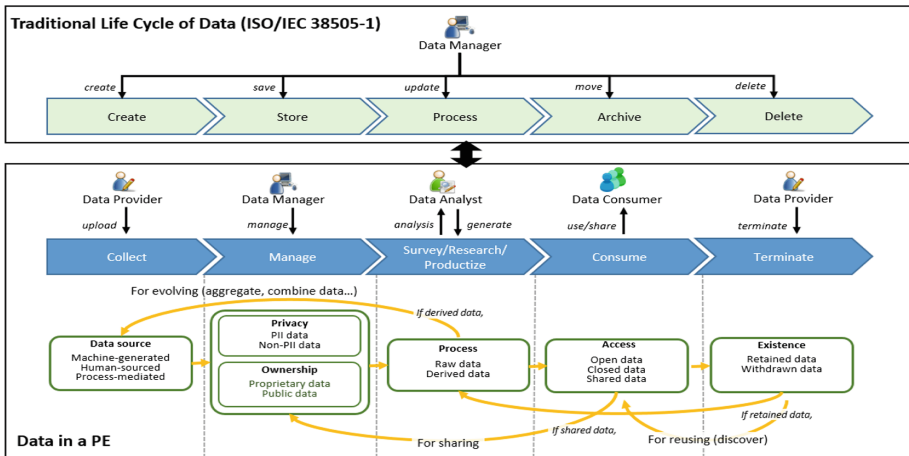 Traditional Life Cycle of Data (ISO/IEC 38505-1)
Data Manager
create
save
update
move
delete
Create
Store
Process
Archive
Delete
Data Provider
Data Manager
Data Analyst
Data Consumer
Data Provider
upload
manage
analysis
generate
use/share
terminate
Collect
Manage
Survey/Research/
Productize
Consume
Terminate
For evolving (aggregate, combine data...)
If derived data,
Data source
Machine-generated
Human-sourced
Process-mediated
Privacy
PII data
Non-PII data
Ownership
Proprietary data
Public data
Process
Raw data
Derived data
Access
Open data
Closed data
Shared data
Existence
Retained data
Withdrawn data
If retained data,
If shared data,
For sharing
For reusing (discover)
Data in a PE